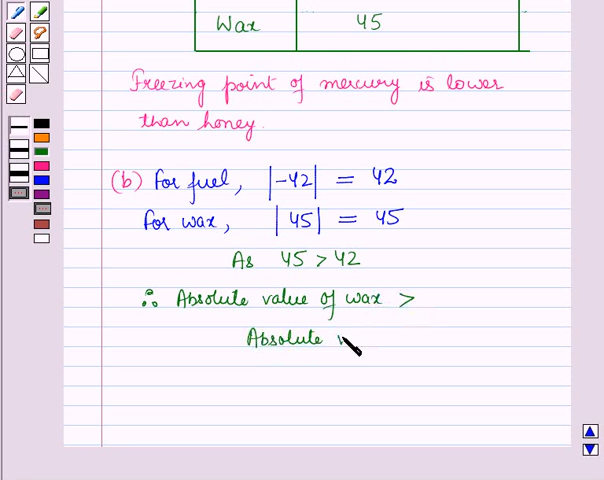 Wax 45
Freezing point of mercury is lower
than honey.
(b) For fuel, |-42| = 42
For wax, |45| = 45
As 45 > 42
∴ Absolute value of wax >
Absolute